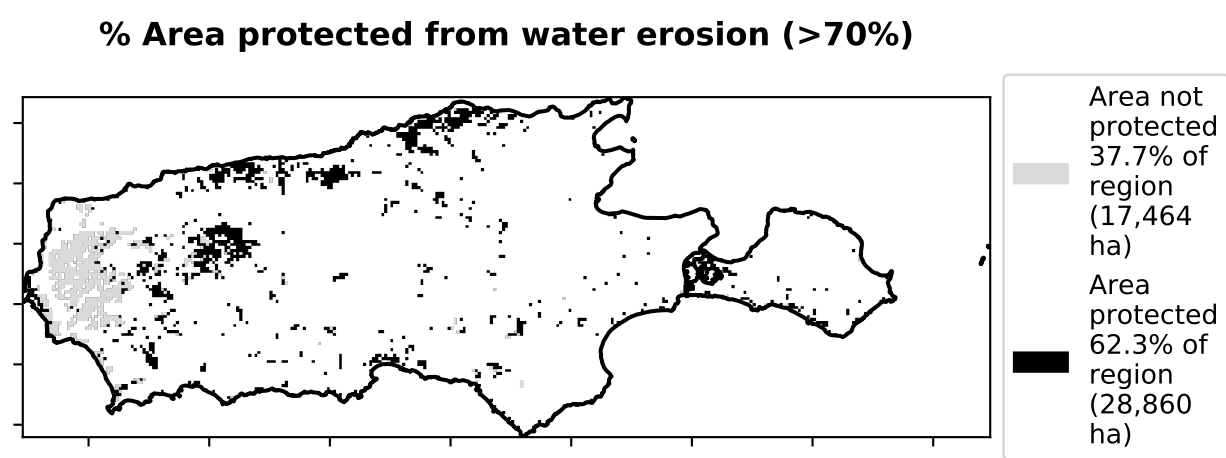 % Area protected from water erosion (>70%)
Area not
protected
37.7% of
region
(17,464
ha)
Area
protected
62.3% of
region
(28,860
ha)